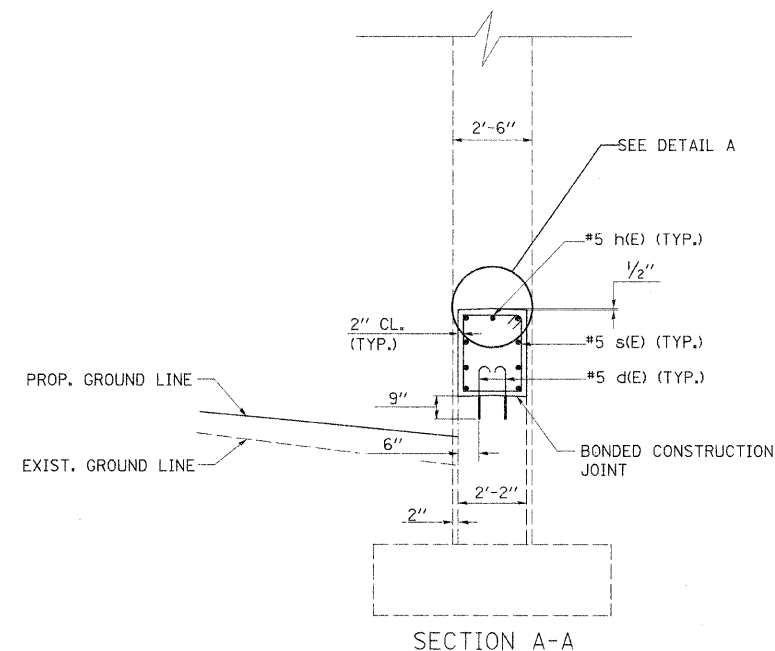 2'-6"
SEE DETAIL A
#5 h(E) (TYP.)
1/2"
2" CL.
(TYP.)
#5 s(E) (TYP.)
PROP. GROUND LINE
#5 d(E) (TYP.)
9"
EXIST. GROUND LINE
6"
BONDED CONSTRUCTION
JOINT
2'-2"
2"
SECTION A-A